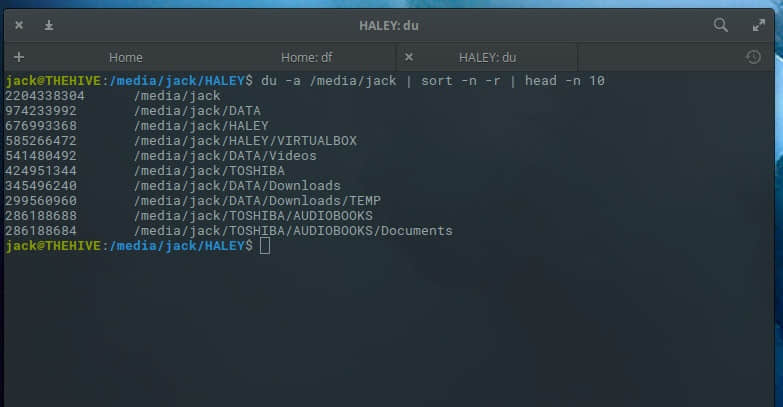 HALEY: du
Home Home: df HALEY: du
jack@THEHIVE:/media/jack/HALEY$ du -a /media/jack | sort -n -r | head -n 10
2204338304 /media/jack
974233992 /media/jack/DATA
676993368 /media/jack/HALEY
585266472 /media/jack/HALEY/VIRTUALBOX
541480492 /media/jack/DATA/Videos
424951344 /media/jack/TOSHIBA
345496240 /media/jack/DATA/Downloads
299560960 /media/jack/DATA/Downloads/TEMP
286188688 /media/jack/TOSHIBA/AUDIOBOOKS
286188684 /media/jack/TOSHIBA/AUDIOBOOKS/Documents
jack@THEHIVE:/media/jack/HALEY$